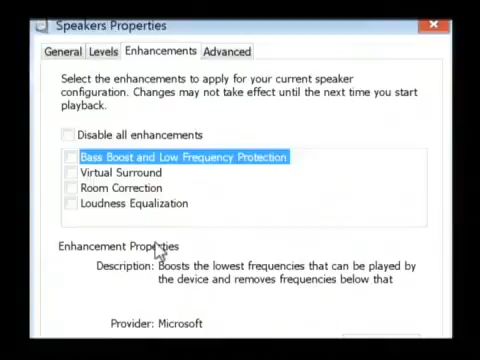 Speakers Properties
General Levels Enhancements Advanced
Select the enhancements to apply for your current speaker
configuration. Changes may not take effect until the next time you start
playback.
Disable all enhancements
Bass Boost and Low Frequency Protection
Virtual Surround
Room Correction
Loudness Equalization
Enhancement Properties
Description: Boosts the lowest frequencies that can be played by
the device and removes frequencies below that
Provider: Microsoft